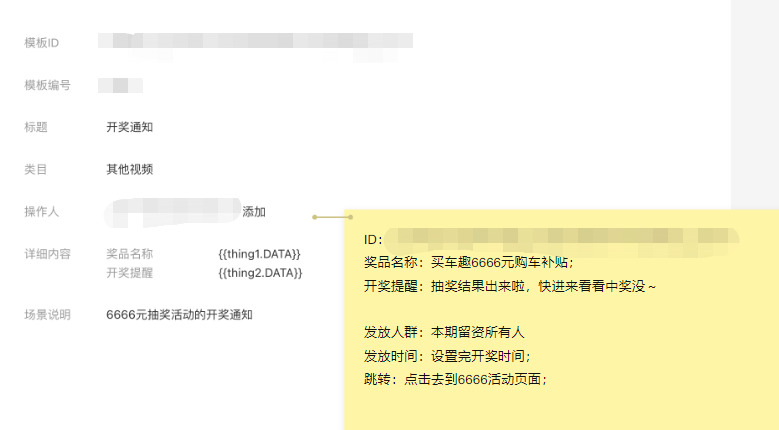 模板ID
模板编号
标题 开奖通知
类目 其他视频
操作人 添加
详细内容 奖品名称 {{thing1.DATA}}
开奖提醒 {{thing2.DATA}}
场景说明 6666元抽奖活动的开奖通知
ID:
奖品名称：买车趣6666元购车补贴；
开奖提醒：抽奖结果出来啦，快进来看看中奖没～
发放人群：本期留资所有人
发放时间：设置完开奖时间；
跳转：点击去到6666活动页面；